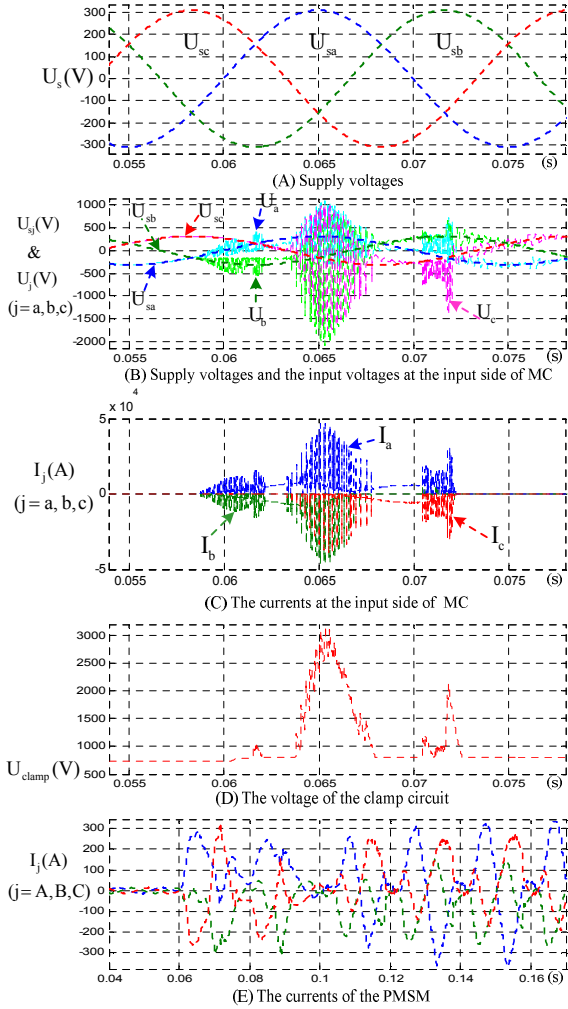 300
200
100
0
-100
-200
-300
U_s(V)
U_sc
U_sa
U_sb
0.055
0.06
0.065
0.07
0.075
(s)
(A) Supply voltages
U_sj(V)
&
U_j(V)
(j=a,b,c)
1000
500
0
-500
-1000
-1500
-2000
U_sb
U_sc
U_a
U_sa
U_b
U_c
0.055
0.06
0.065
0.07
0.075
(s)
(B) Supply voltages and the input voltages at the input side of MC
x 10^4
5
0
-5
I_j(A)
(j=a, b, c)
I_a
I_b
I_c
0.055
0.06
0.065
0.07
0.075
(s)
(C) The currents at the input side of MC
3000
2500
2000
1500
1000
500
U_clamp(V)
0.055
0.06
0.065
0.07
0.075
(s)
(D) The voltage of the clamp circuit
I_j(A)
(j=A,B,C)
300
200
100
0
-100
-200
-300
0.04
0.06
0.08
0.1
0.12
0.14
0.16
(s)
(E) The currents of the PMSM